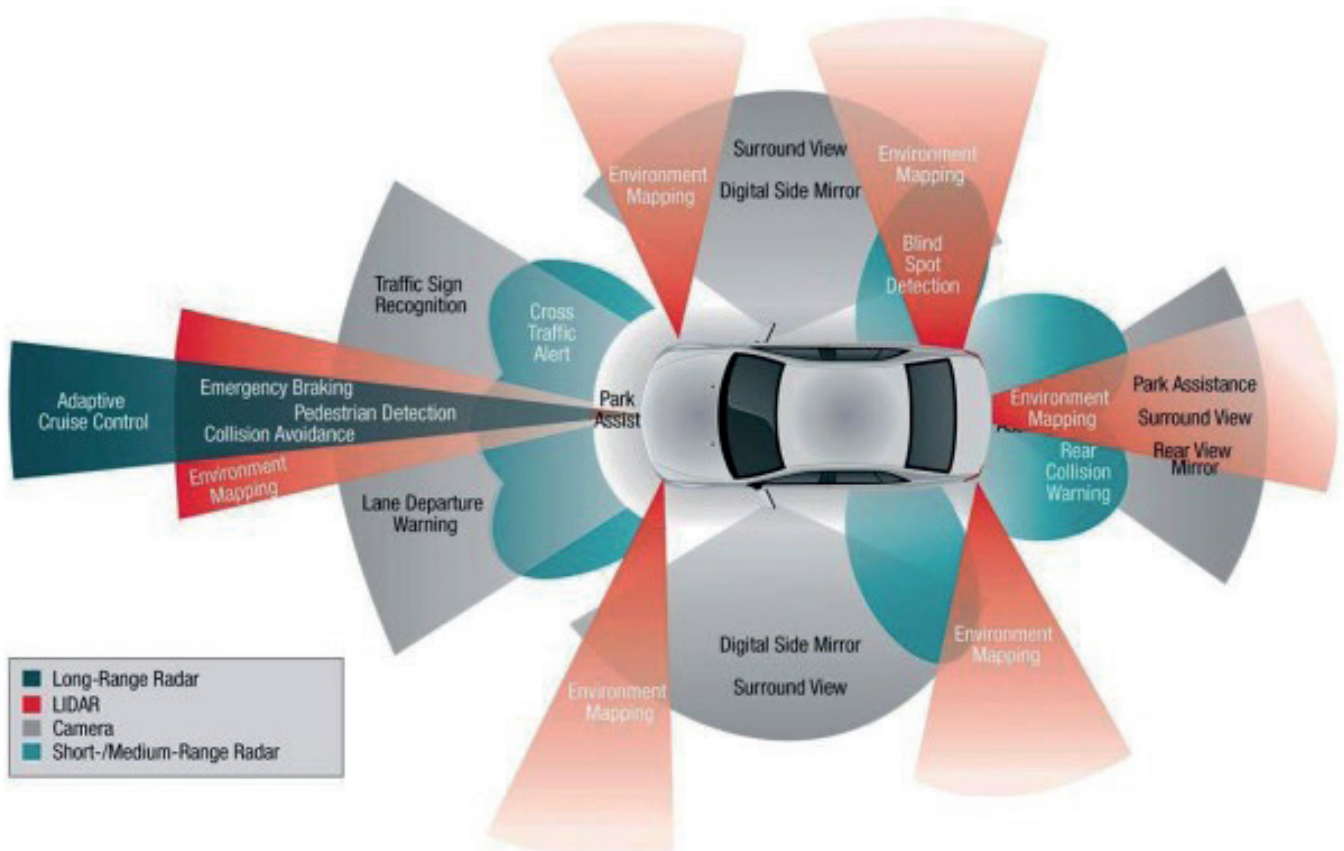 Surround View
Digital Side Mirror
Environment
Mapping
Environment
Mapping
Blind
Spot
Detection
Traffic Sign
Recognition
Cross
Traffic
Alert
Adaptive
Cruise Control
Emergency Braking
Pedestrian Detection
Collision Avoidance
Environment
Mapping
Park
Assist
Lane Departure
Warning
Environment
Mapping
Park Assistance
Surround View
Rear View
Mirror
Rear
Collision
Warning
Digital Side Mirror
Surround View
Environment
Mapping
Environment
Mapping
Long-Range Radar
LIDAR
Camera
Short-/Medium-Range Radar